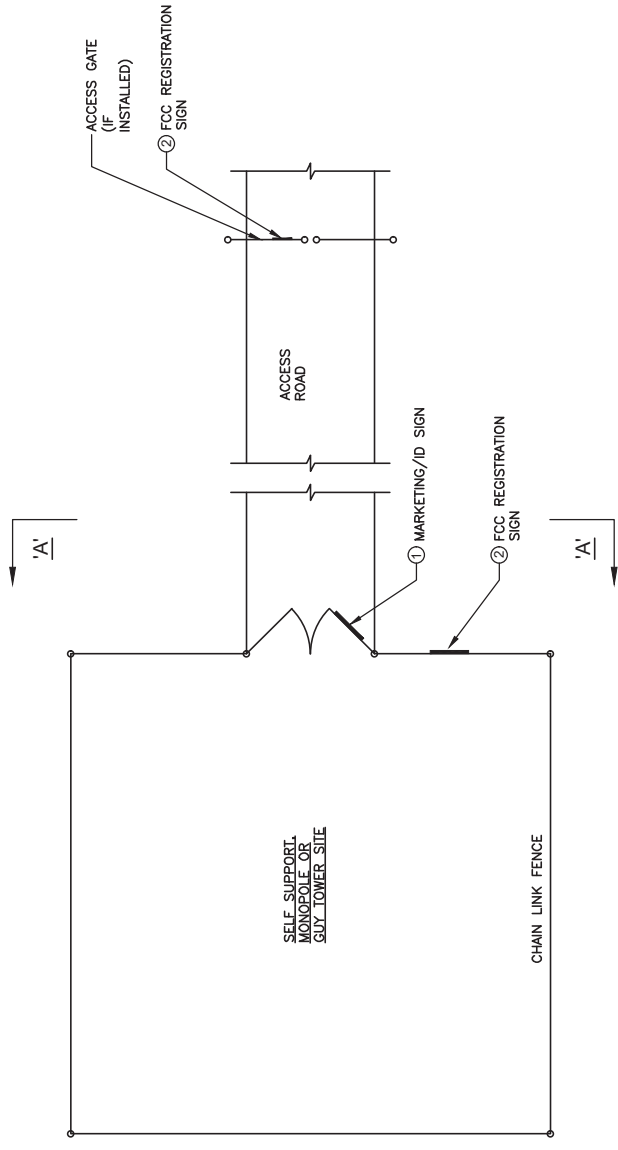 ACCESS GATE
(IF
INSTALLED)
② FCC REGISTRATION
SIGN
ACCESS
ROAD
'A'
① MARKETING/ID SIGN
② FCC REGISTRATION
SIGN
'A'
SELF SUPPORT,
MONOPOLE OR
GUY TOWER SITE
CHAIN LINK FENCE